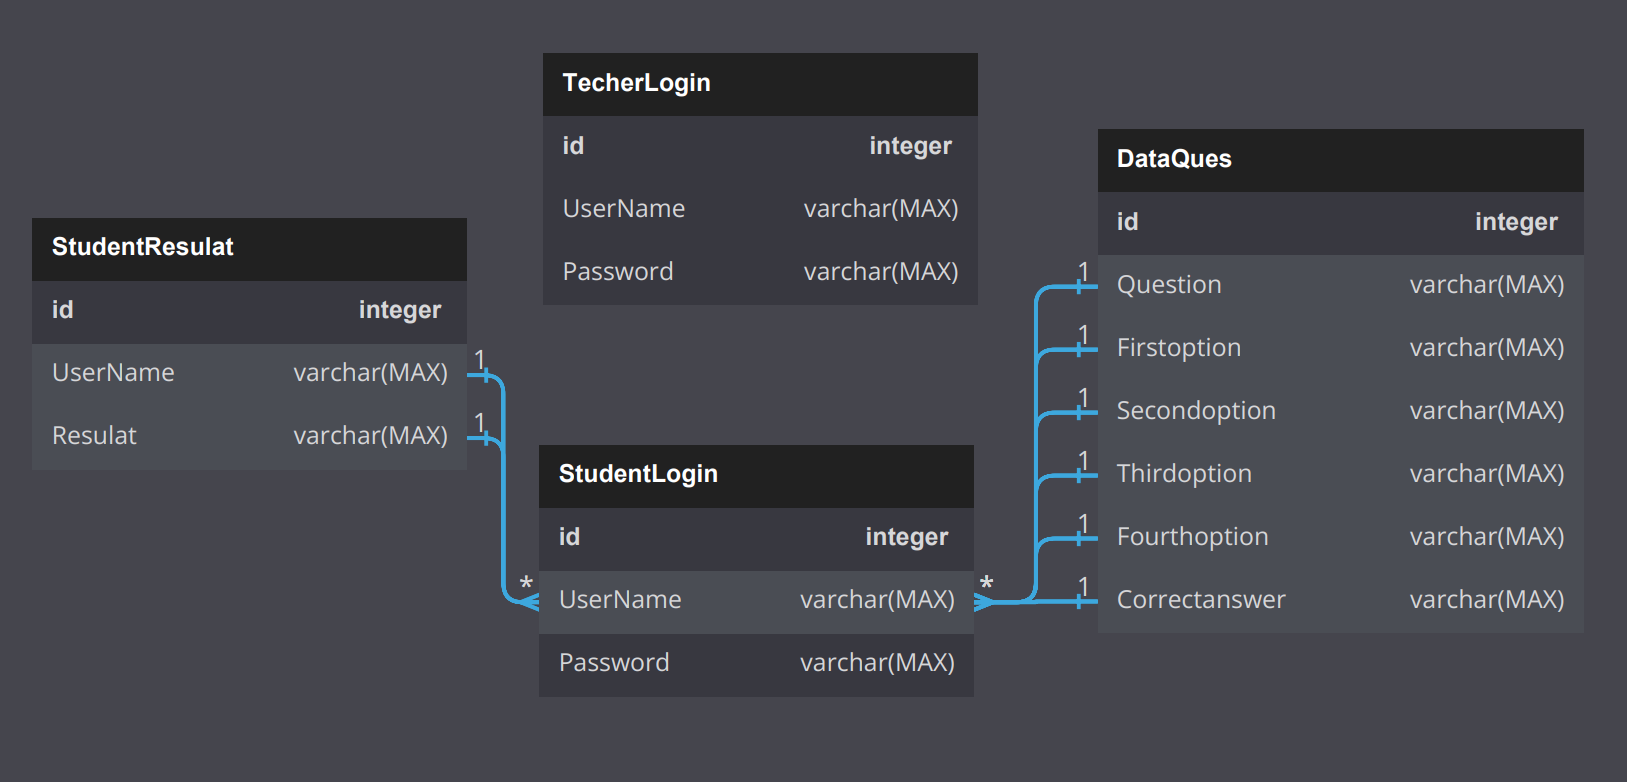 TecherLogin
id integer
UserName varchar(MAX)
Password varchar(MAX)
DataQues
id integer
1 Question varchar(MAX)
1 Firstoption varchar(MAX)
1 Secondoption varchar(MAX)
1 Thirdoption varchar(MAX)
1 Fourthoption varchar(MAX)
1 Correctanswer varchar(MAX)
StudentResulat
id integer
UserName varchar(MAX) 1
Resulat varchar(MAX) 1
StudentLogin
id integer
* UserName varchar(MAX) *
Password varchar(MAX)